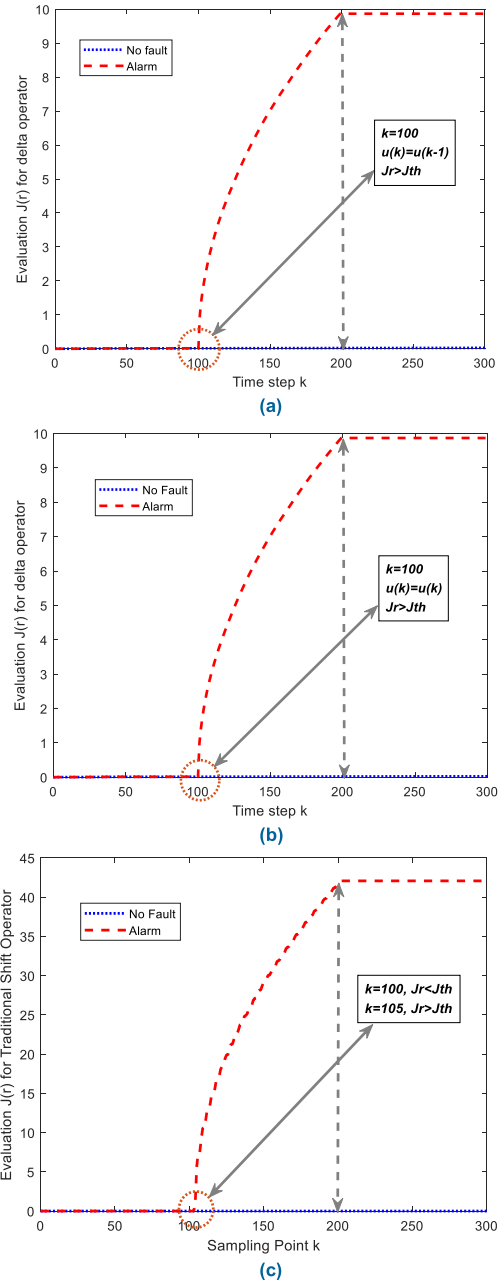 10
9
8
7
6
5
4
3
2
1
0
Evaluation J(r) for delta operator
No fault
Alarm
k=100
u(k)=u(k-1)
Jr>Jth
0 50 100 150 200 250 300
Time step k
(a)
10
9
8
7
6
5
4
3
2
1
0
Evaluation J(r) for delta operator
No Fault
Alarm
k=100
u(k)=u(k)
Jr>Jth
0 50 100 150 200 250 300
Time step k
(b)
45
40
35
30
25
20
15
10
5
0
Evaluation J(r) for Traditional Shift Operator
No Fault
Alarm
k=100, Jr<Jth
k=105, Jr>Jth
0 50 100 150 200 250 300
Sampling Point k
(c)